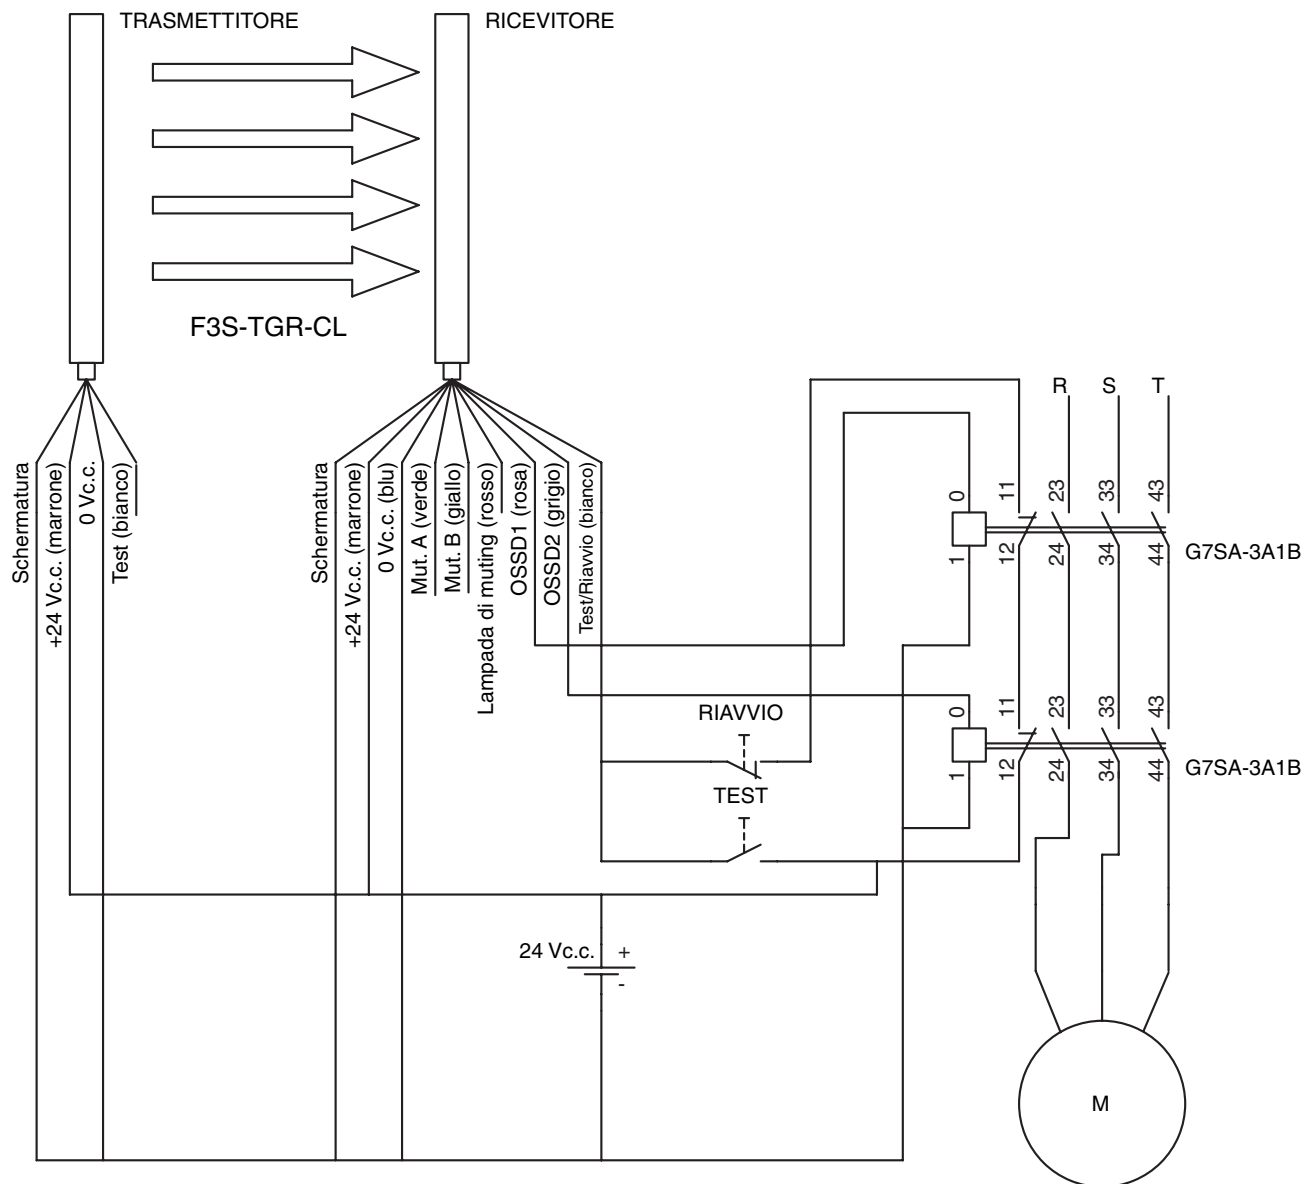 TRASMETTITORE
RICEVITORE
F3S-TGR-CL
Schermatura
+24 Vc.c. (marrone)
0 Vc.c.
Test (bianco)
Schermatura
+24 Vc.c. (marrone)
0 Vc.c. (blu)
Mut. A (verde)
Mut. B (giallo)
Lampada di muting (rosso)
OSSD1 (rosa)
OSSD2 (grigio)
Test/Riavvio (bianco)
R S T
0 11 23 33 43
1 12 24 34 44
G7SA-3A1B
0 11 23 33 43
1 12 24 34 44
G7SA-3A1B
RIAVVIO
TEST
24 Vc.c. +
-
M